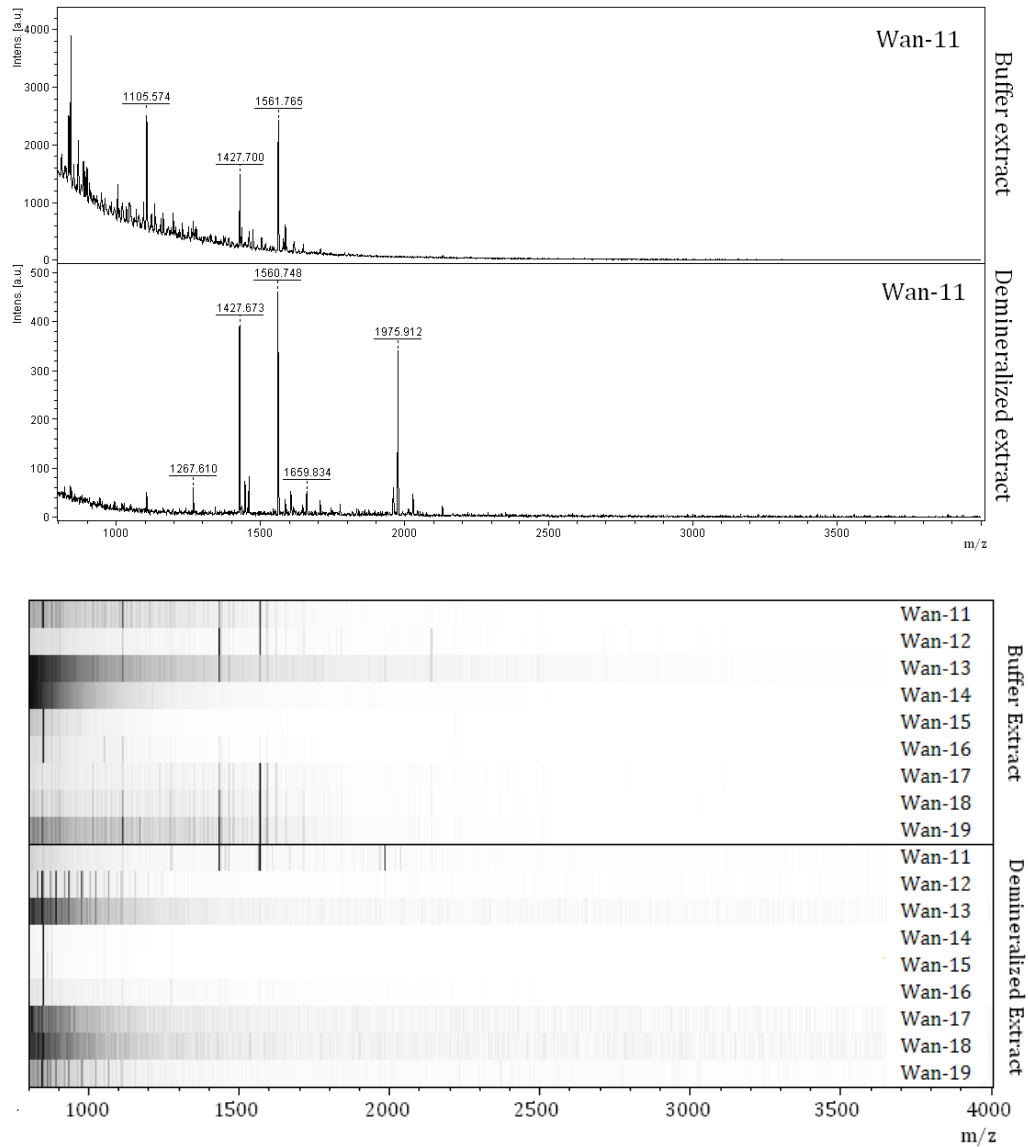 Intens. [a.u.]
4000
3000
2000
1000
0
1105.574
1427.700
1561.765
Wan-11
Buffer extract
Intens. [a.u.]
500
400
300
200
100
0
1267.610
1427.673
1560.748
1659.834
1975.912
Wan-11
Demineralized extract
1000 1500 2000 2500 3000 3500
m/z
Wan-11
Wan-12
Wan-13
Wan-14
Wan-15
Wan-16
Wan-17
Wan-18
Wan-19
Buffer Extract
Wan-11
Wan-12
Wan-13
Wan-14
Wan-15
Wan-16
Wan-17
Wan-18
Wan-19
Demineralized Extract
1000 1500 2000 2500 3000 3500 4000
m/z